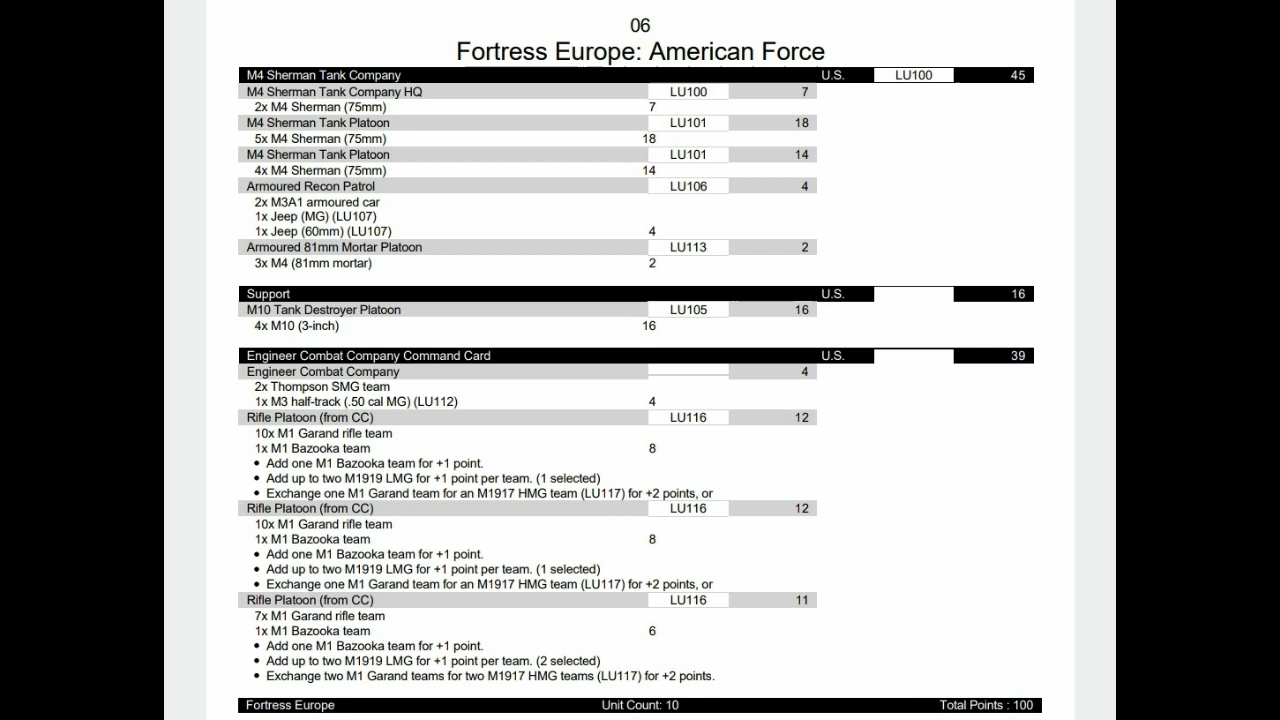 06
Fortress Europe: American Force
M4 Sherman Tank Company U.S. LU100 45
M4 Sherman Tank Company HQ LU100 7
2x M4 Sherman (75mm) 7
M4 Sherman Tank Platoon LU101 18
5x M4 Sherman (75mm) 18
M4 Sherman Tank Platoon LU101 14
4x M4 Sherman (75mm) 14
Armoured Recon Patrol LU106 4
2x M3A1 armoured car
1x Jeep (MG) (LU107)
1x Jeep (60mm) (LU107) 4
Armoured 81mm Mortar Platoon LU113 2
3x M4 (81mm mortar) 2
Support U.S. 16
M10 Tank Destroyer Platoon LU105 16
4x M10 (3-inch) 16
Engineer Combat Company Command Card U.S. 39
Engineer Combat Company 4
2x Thompson SMG team
1x M3 half-track (.50 cal MG) (LU112) 4
Rifle Platoon (from CC) LU116 12
10x M1 Garand rifle team
1x M1 Bazooka team 8
• Add one M1 Bazooka team for +1 point.
• Add up to two M1919 LMG for +1 point per team. (1 selected)
• Exchange one M1 Garand team for an M1917 HMG team (LU117) for +2 points, or
Rifle Platoon (from CC) LU116 12
10x M1 Garand rifle team
1x M1 Bazooka team 8
• Add one M1 Bazooka team for +1 point.
• Add up to two M1919 LMG for +1 point per team. (1 selected)
• Exchange one M1 Garand team for an M1917 HMG team (LU117) for +2 points, or
Rifle Platoon (from CC) LU116 11
7x M1 Garand rifle team
1x M1 Bazooka team 6
• Add one M1 Bazooka team for +1 point.
• Add up to two M1919 LMG for +1 point per team. (2 selected)
• Exchange two M1 Garand teams for two M1917 HMG teams (LU117) for +2 points.
Fortress Europe Unit Count: 10 Total Points : 100